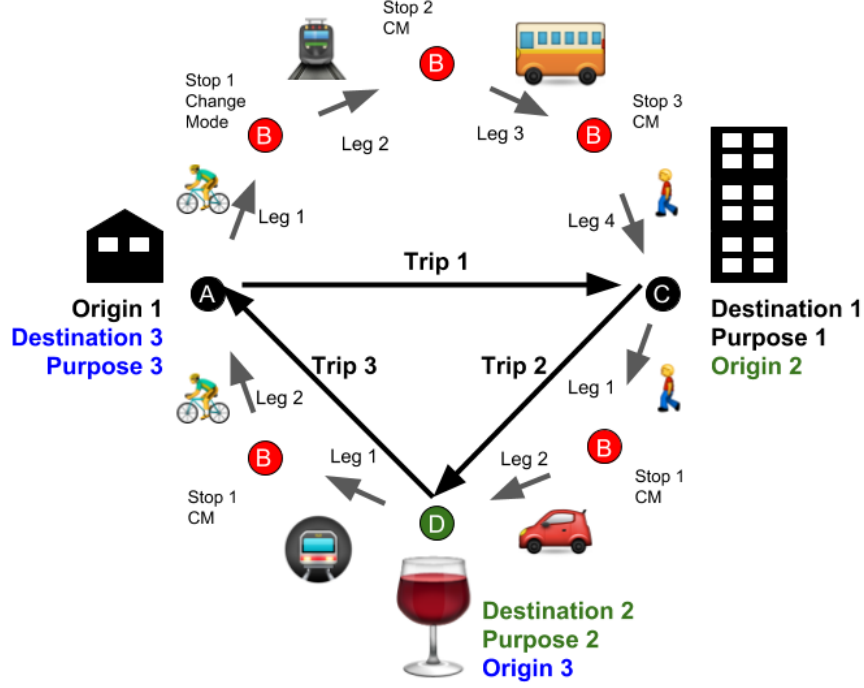 Stop 2
CM
Stop 1
Change
Mode
B
B
Stop 3
CM
B
Leg 2
Leg 3
Leg 1
Leg 4
Trip 1
A
C
Origin 1
Destination 3
Purpose 3
Destination 1
Purpose 1
Origin 2
Trip 3
Trip 2
Leg 2
Leg 1
B
Leg 1
Leg 2
B
Stop 1
CM
Stop 1
CM
D
Destination 2
Purpose 2
Origin 3